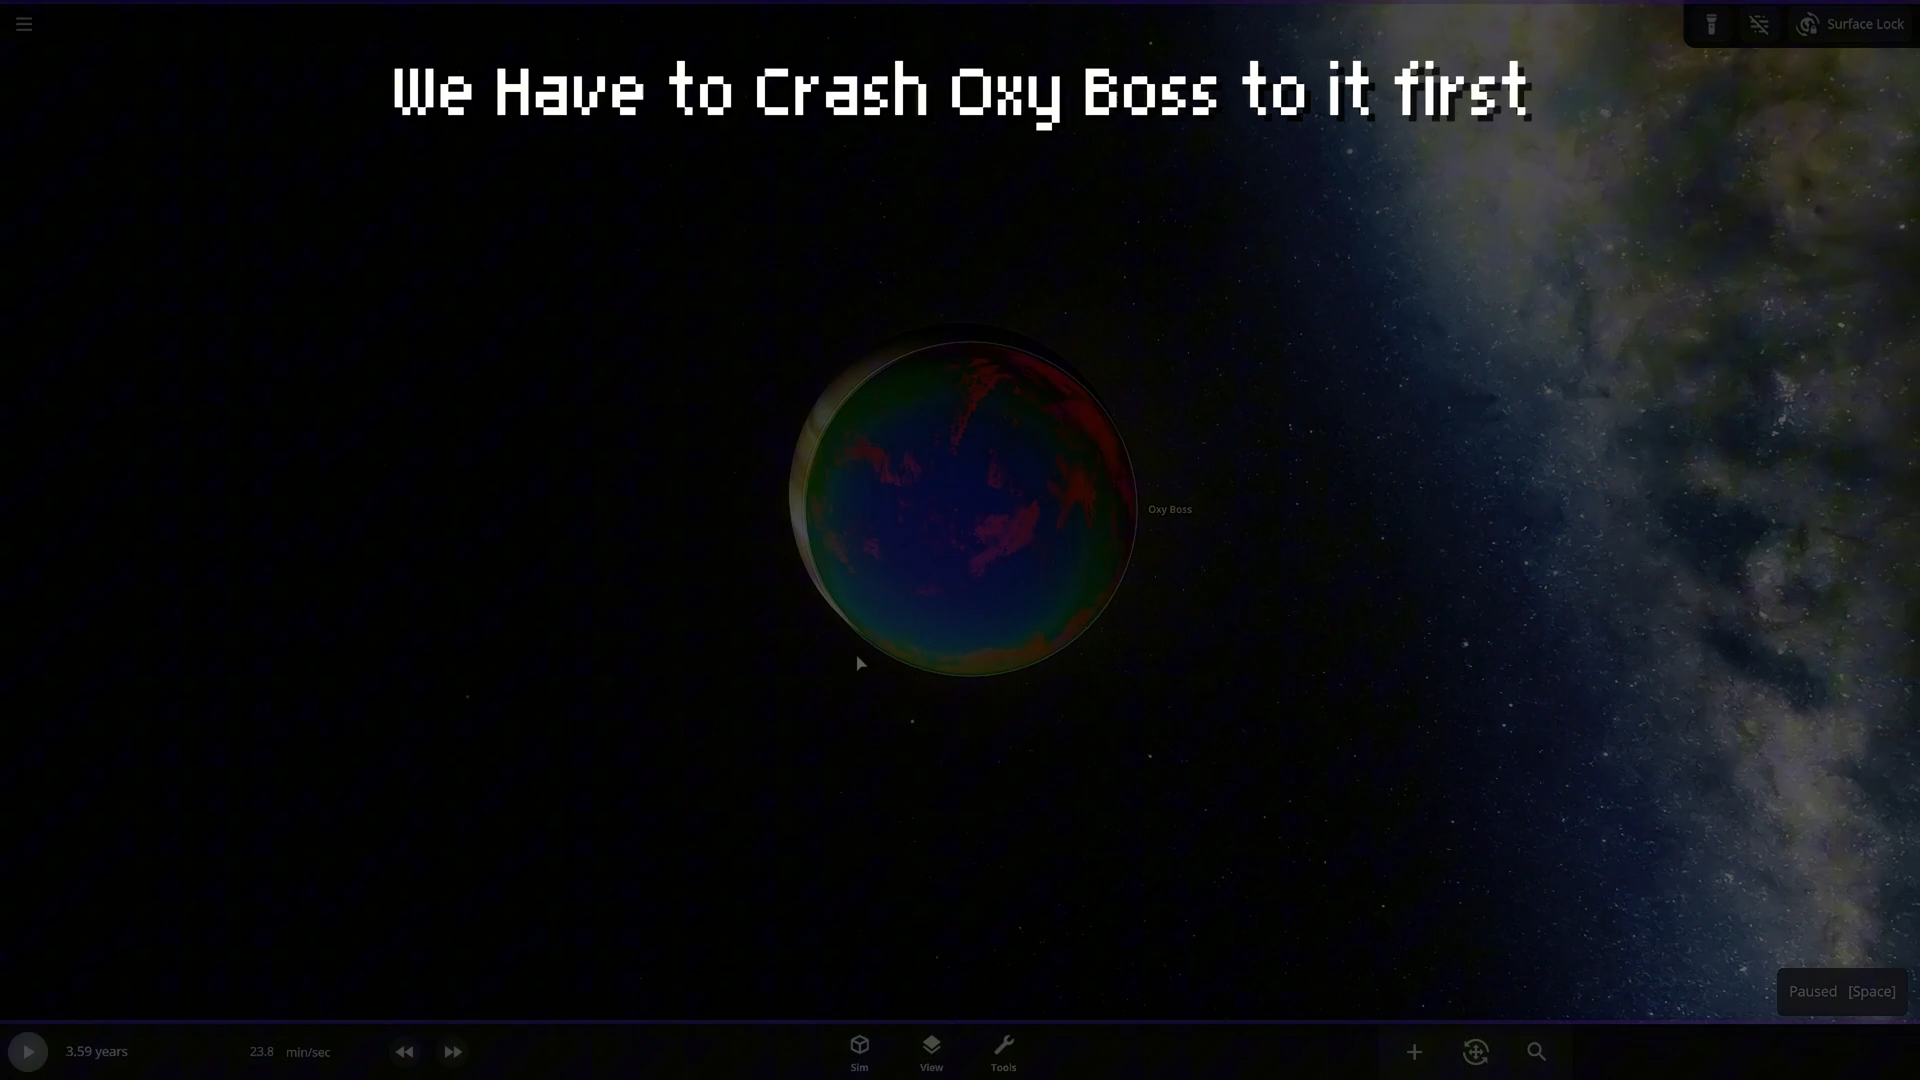 Surface Lock
We Have to Crash Oxy Boss to it first
Oxy Boss
Paused [Space]
3.59 years 23.8 min/sec
Sim View Tools